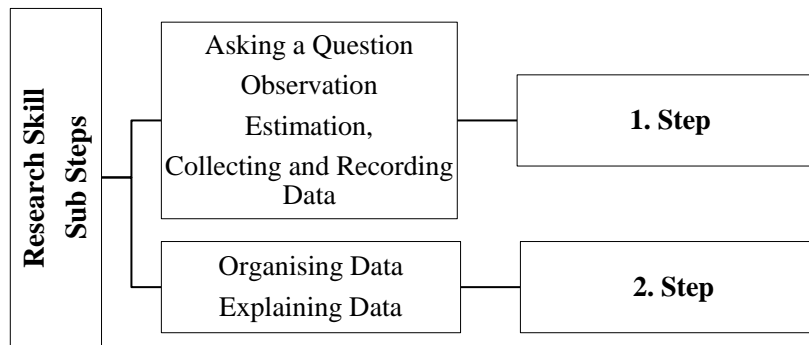 Research Skill
Sub Steps
Asking a Question
Observation
Estimation,
Collecting and Recording
Data
1. Step
Organising Data
Explaining Data
2. Step